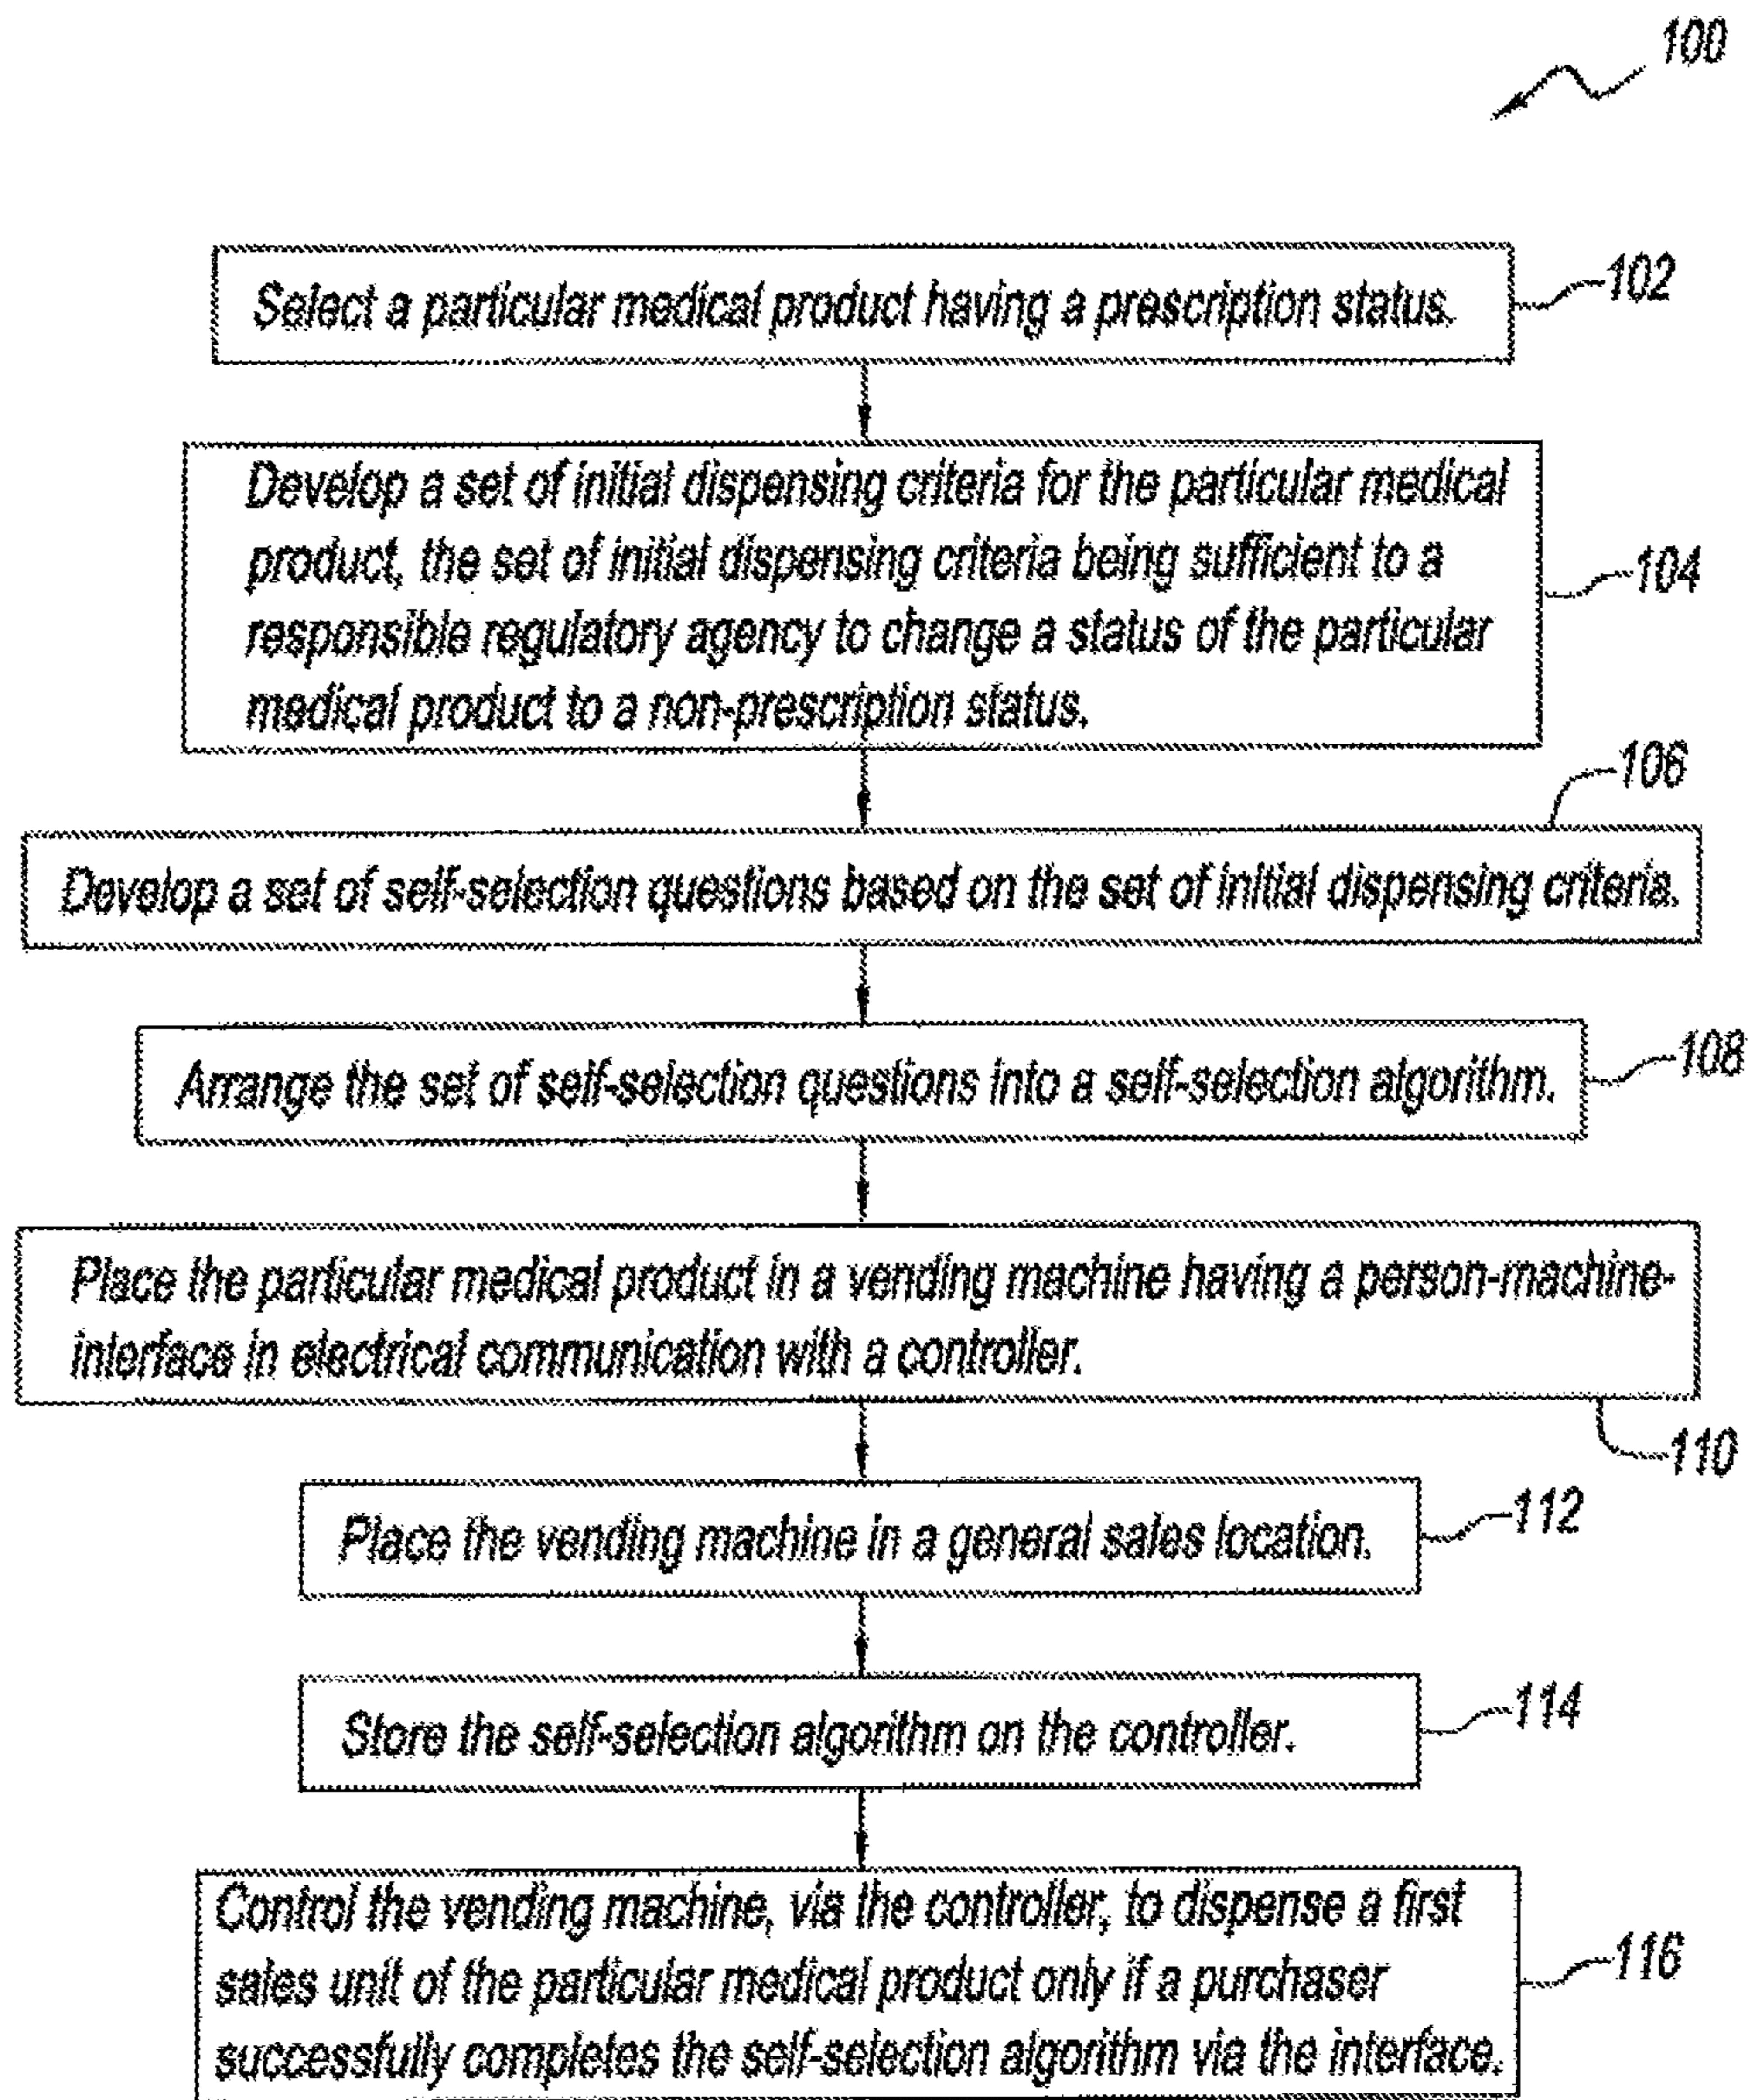 100
Select a particular medical product having a prescription status.
102
Develop a set of initial dispensing criteria for the particular medical
product, the set of initial dispensing criteria being sufficient to a
responsible regulatory agency to change a status of the particular
medical product to a non-prescription status.
104
106
Develop a set of self-selection questions based on the set of initial dispensing criteria.
Arrange the set of self-selection questions into a self-selection algorithm.
108
Place the particular medical product in a vending machine having a person-machine-
interface in electrical communication with a controller.
110
Place the vending machine in a general sales location.
112
Store the self-selection algorithm on the controller.
114
Control the vending machine, via the controller, to dispense a first
sales unit of the particular medical product only if a purchaser
successfully completes the self-selection algorithm via the interface.
116